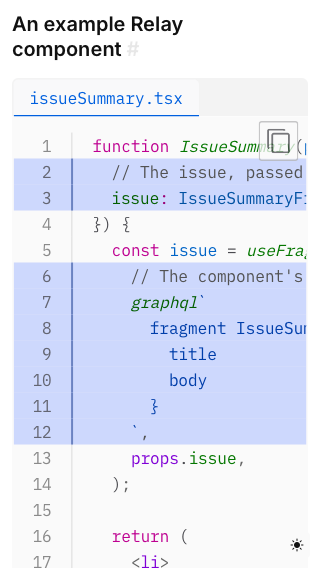 An example Relay
component #
issueSummary.tsx
1 function IssueSummary(
2 // The issue, passed
3 issue: IssueSummaryFr
4 }) {
5 const issue = useFrag
6 // The component's
7 graphql`
8 fragment IssueSum
9 title
10 body
11 }
12 `,
13 props.issue,
14 );
15
16 return (
17 <li>